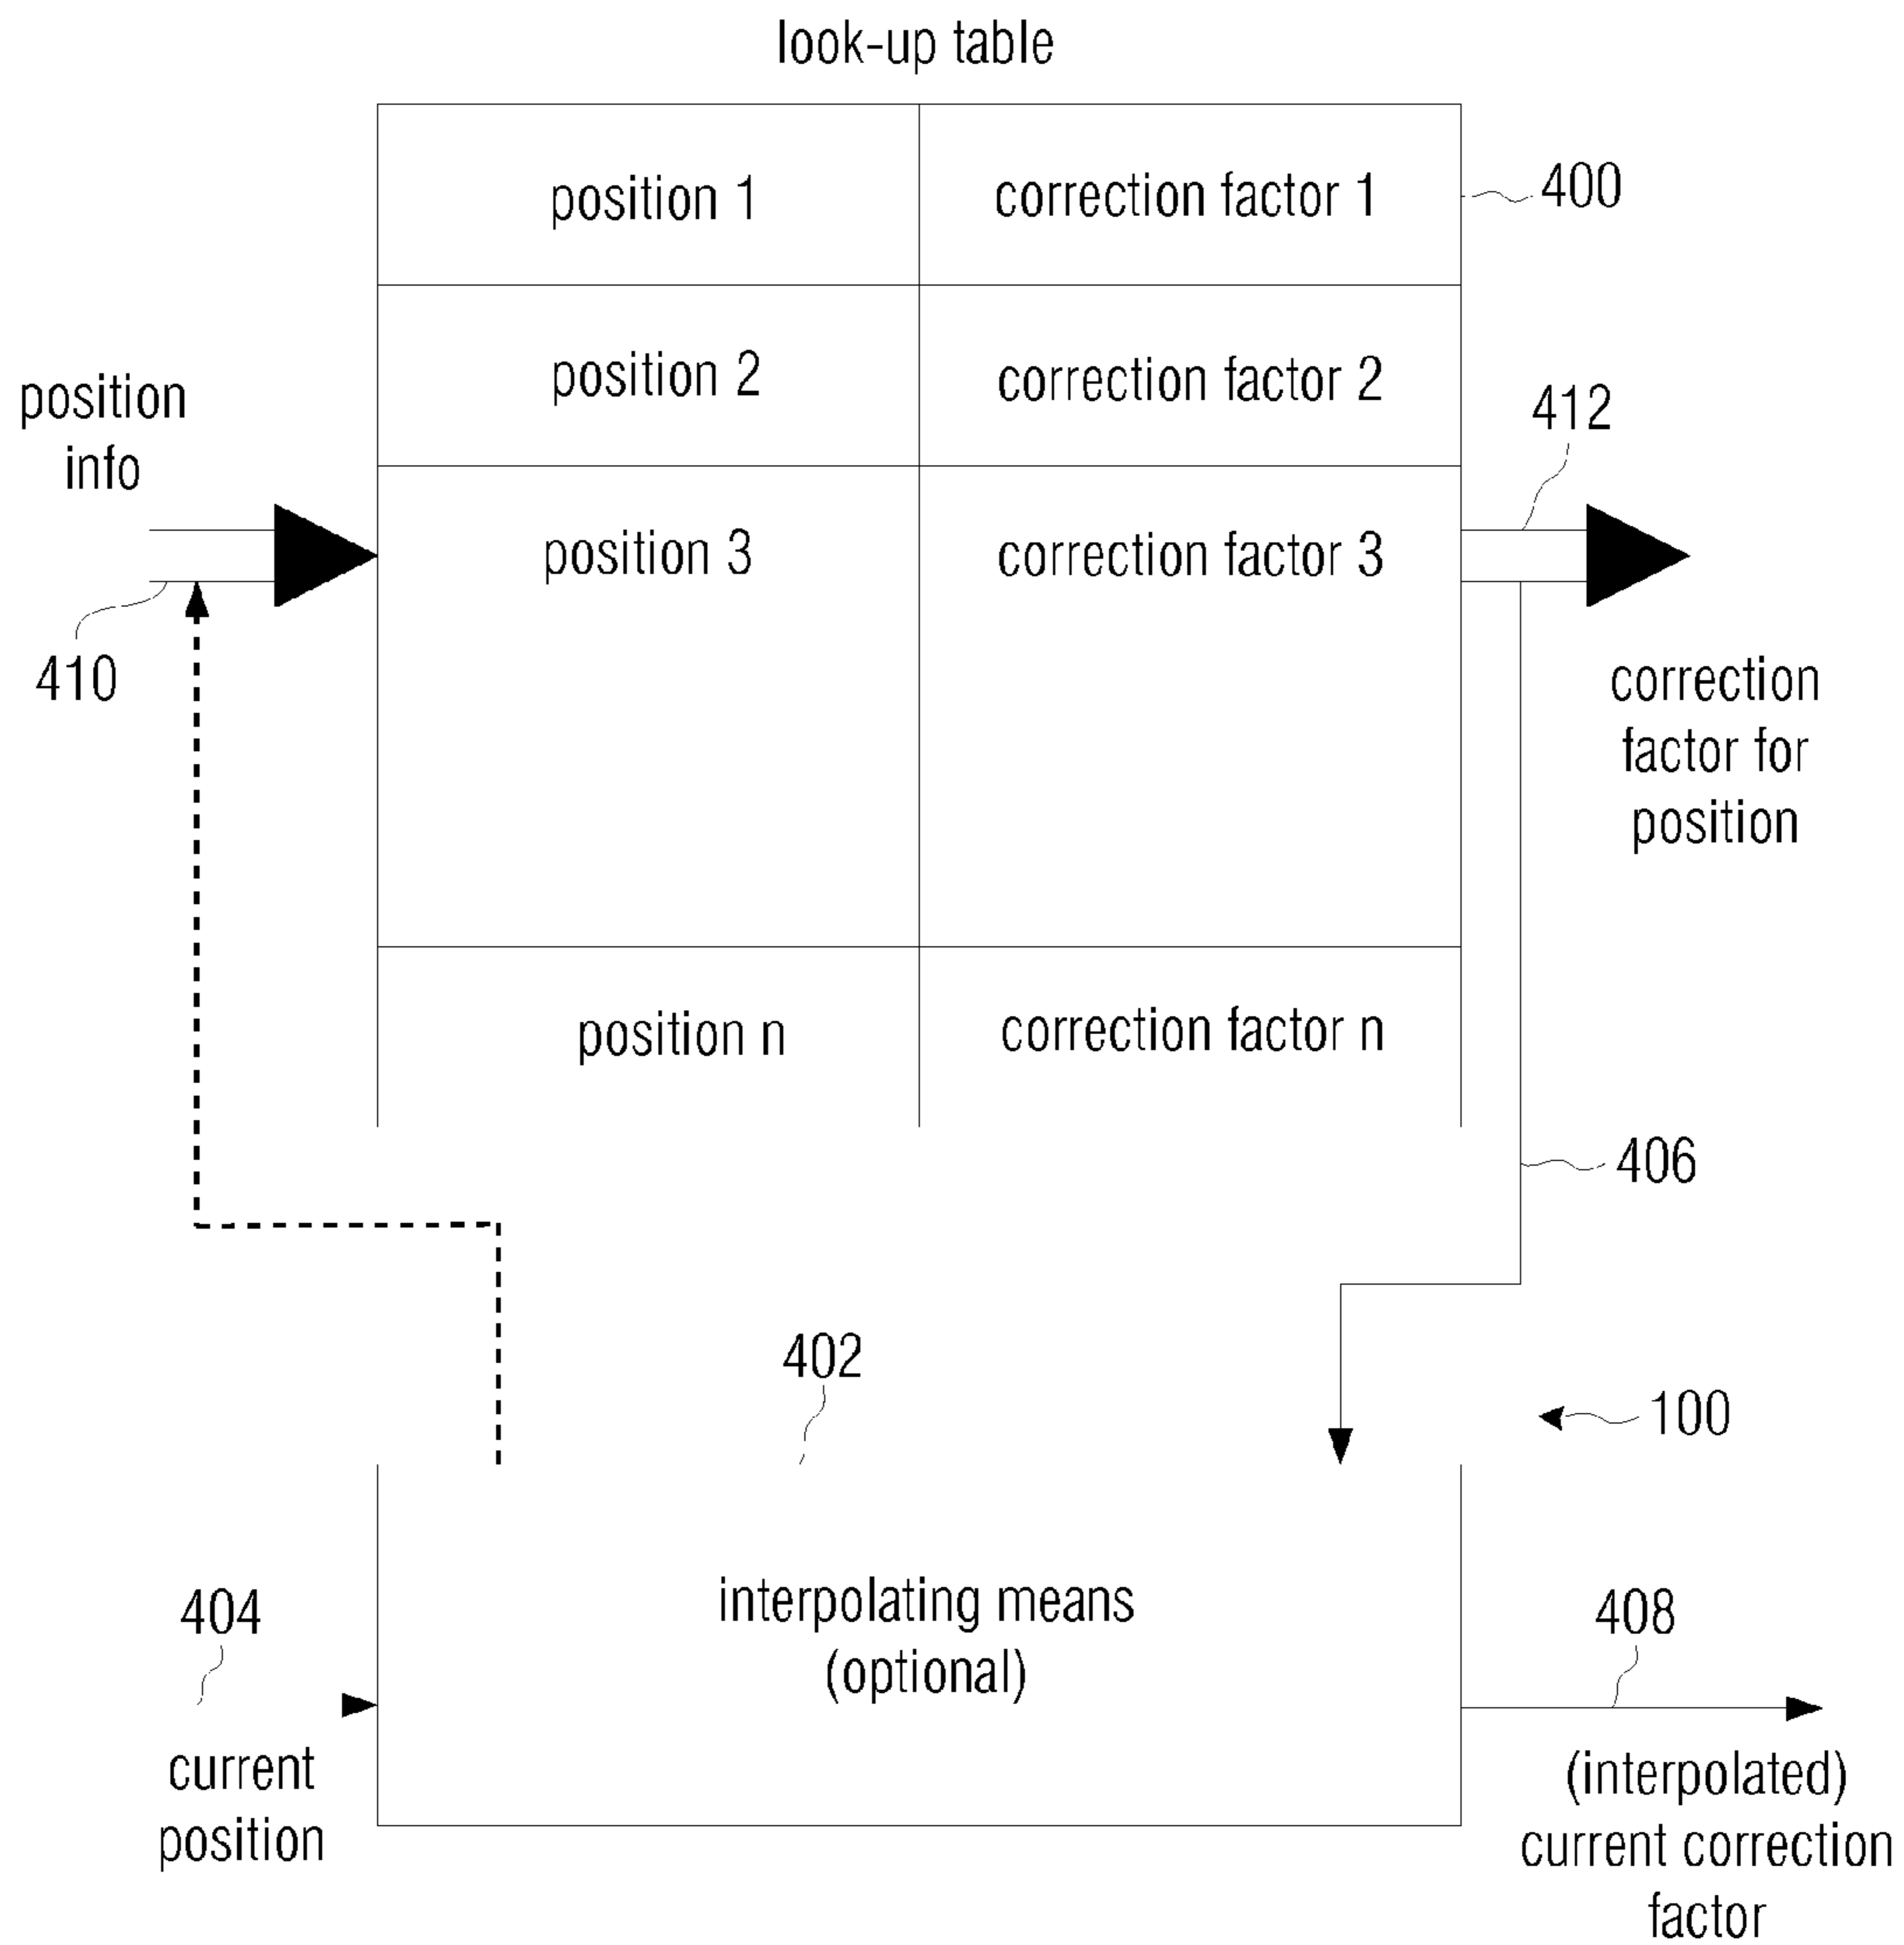 look-up table
position 1
correction factor 1
400
position 2
correction factor 2
position
info
412
position 3
correction factor 3
410
correction
factor for
position
position n
correction factor n
406
402
100
interpolating means
(optional)
404
408
current
position
(interpolated)
current correction
factor